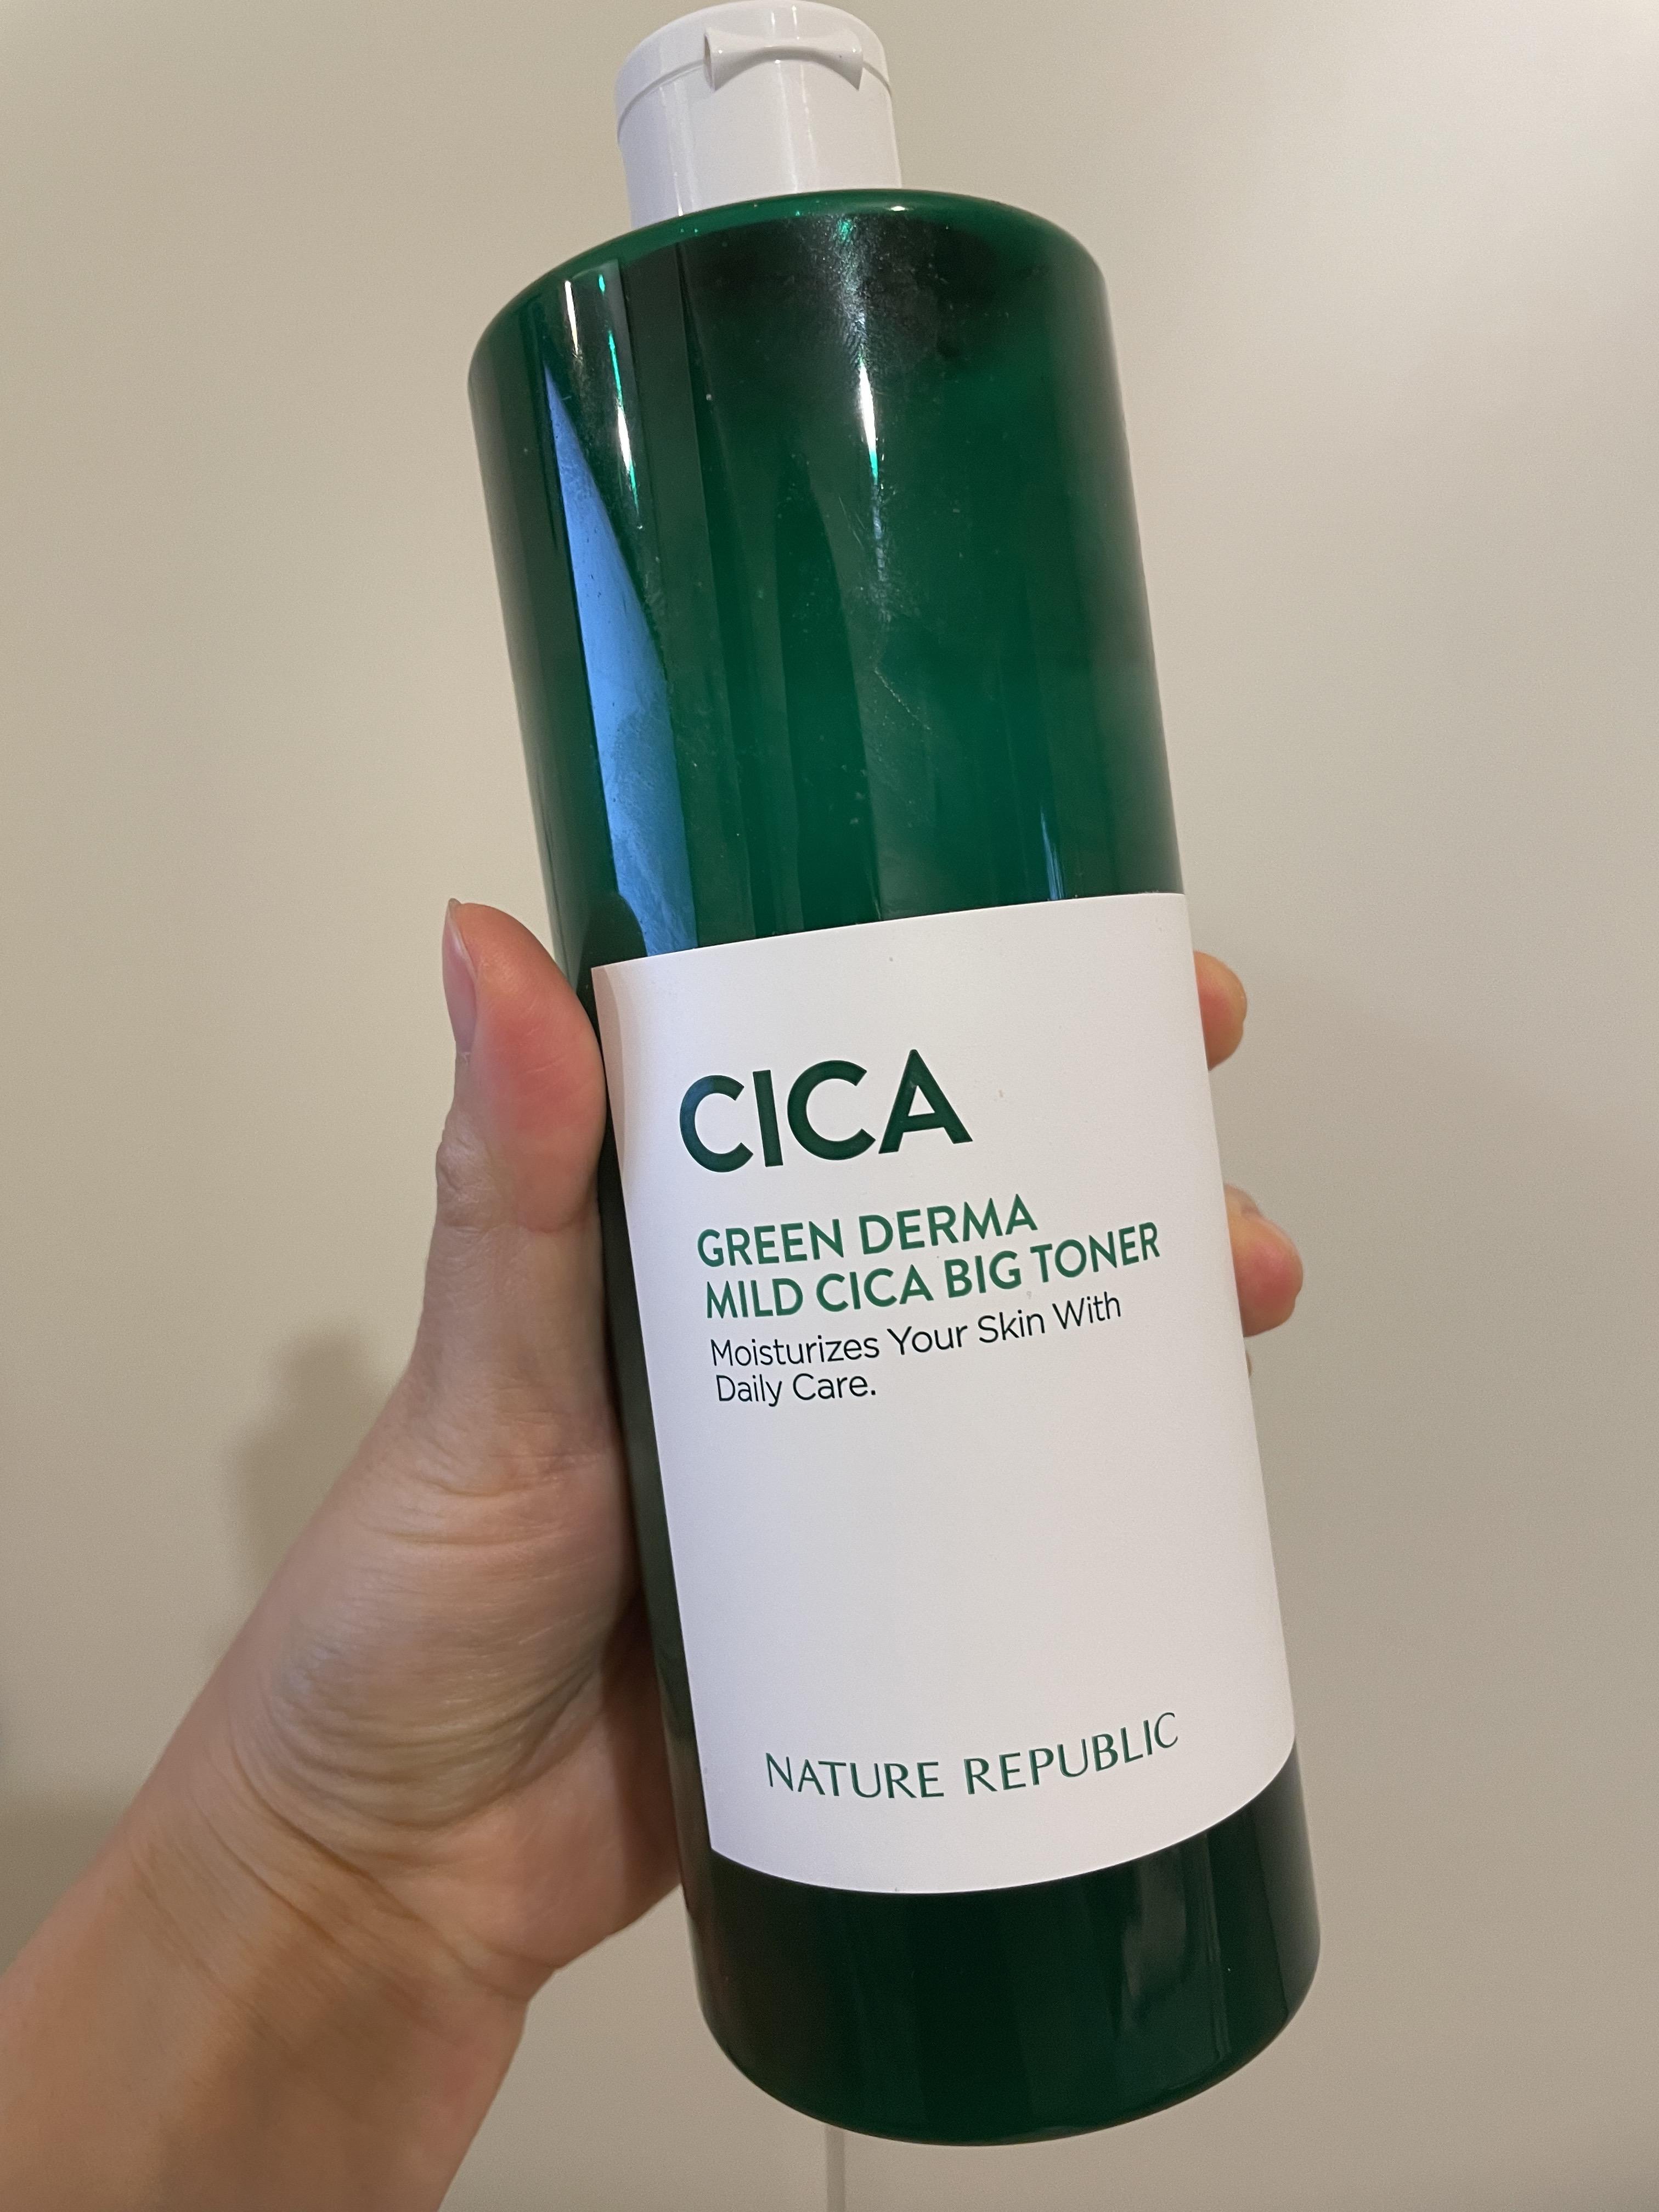 CICA
GREEN DERMA
MILD CICA BIG TONER
Moisturizes Your Skin With
Daily Care.
NATURE REPUBLIC